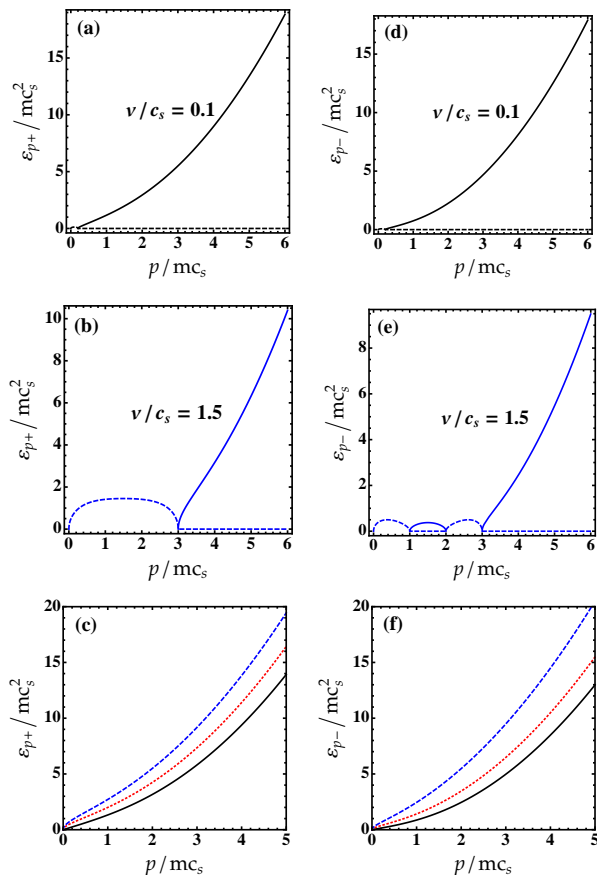 (a)
ε_{p+} / mc_s^2
v / c_s = 0.1
15
10
5
0
0 1 2 3 4 5 6
p / mc_s
(d)
ε_{p-} / mc_s^2
v / c_s = 0.1
15
10
5
0
0 1 2 3 4 5 6
p / mc_s
(b)
ε_{p+} / mc_s^2
v / c_s = 1.5
10
8
6
4
2
0
0 1 2 3 4 5 6
p / mc_s
(e)
ε_{p-} / mc_s^2
v / c_s = 1.5
8
6
4
2
0
0 1 2 3 4 5 6
p / mc_s
(c)
ε_{p+} / mc_s^2
20
15
10
5
0
0 1 2 3 4 5
p / mc_s
(f)
ε_{p-} / mc_s^2
20
15
10
5
0
0 1 2 3 4 5
p / mc_s